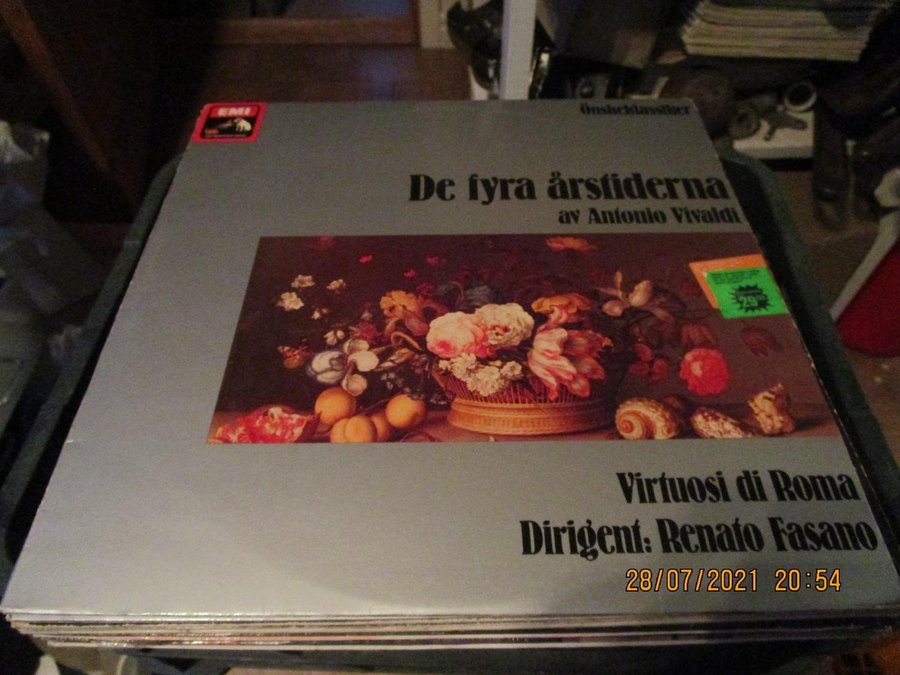 EMI
Önskeklassiker
De fyra årstiderna
av Antonio Vivaldi
29
Virtuosi di Roma
Dirigent: Renato Fasano
28/07/2021 20:54